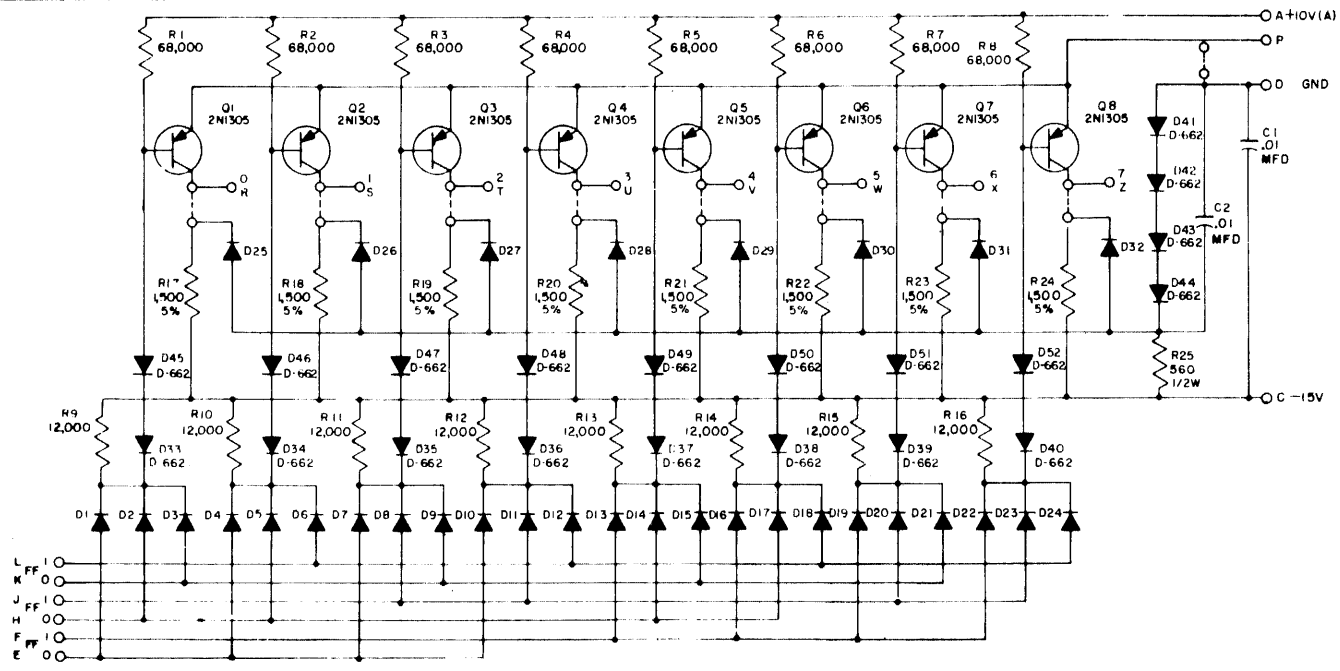 A +10V(A)
P
D GND
R1 68,000
R2 68,000
R3 68,000
R4 68,000
R5 68,000
R6 68,000
R7 68,000
R8 68,000
Q1 2N1305
Q2 2N1305
Q3 2N1305
Q4 2N1305
Q5 2N1305
Q6 2N1305
Q7 2N1305
Q8 2N1305
D41 D-662
C1 .01 MFD
0 R
1 S
2 T
3 U
4 V
5 W
6 X
7 Z
D42 D-662
C2 .01 MFD
D43 D-662
D25
D26
D27
D28
D29
D30
D31
D32
D44 D-662
R17 1,500 5%
R18 1,500 5%
R19 1,500 5%
R20 1,500 5%
R21 1,500 5%
R22 1,500 5%
R23 1,500 5%
R24 1,500 5%
D45 D-662
D46 D-662
D47 D-662
D48 D-662
D49 D-662
D50 D-662
D51 D-662
D52 D-662
R25 560 1/2W
C -15V
R9 12,000
R10 12,000
R11 12,000
R12 12,000
R13 12,000
R14 12,000
R15 12,000
R16 12,000
D33 D-662
D34 D-662
D35 D-662
D36 D-662
D37 D-662
D38 D-662
D39 D-662
D40 D-662
D1 D2 D3 D4 D5 D6 D7 D8 D9 D10 D11 D12 D13 D14 D15 D16 D17 D18 D19 D20 D21 D22 D23 D24
L FF 1
K 0
J FF 1
H 0
F FF 1
E 0